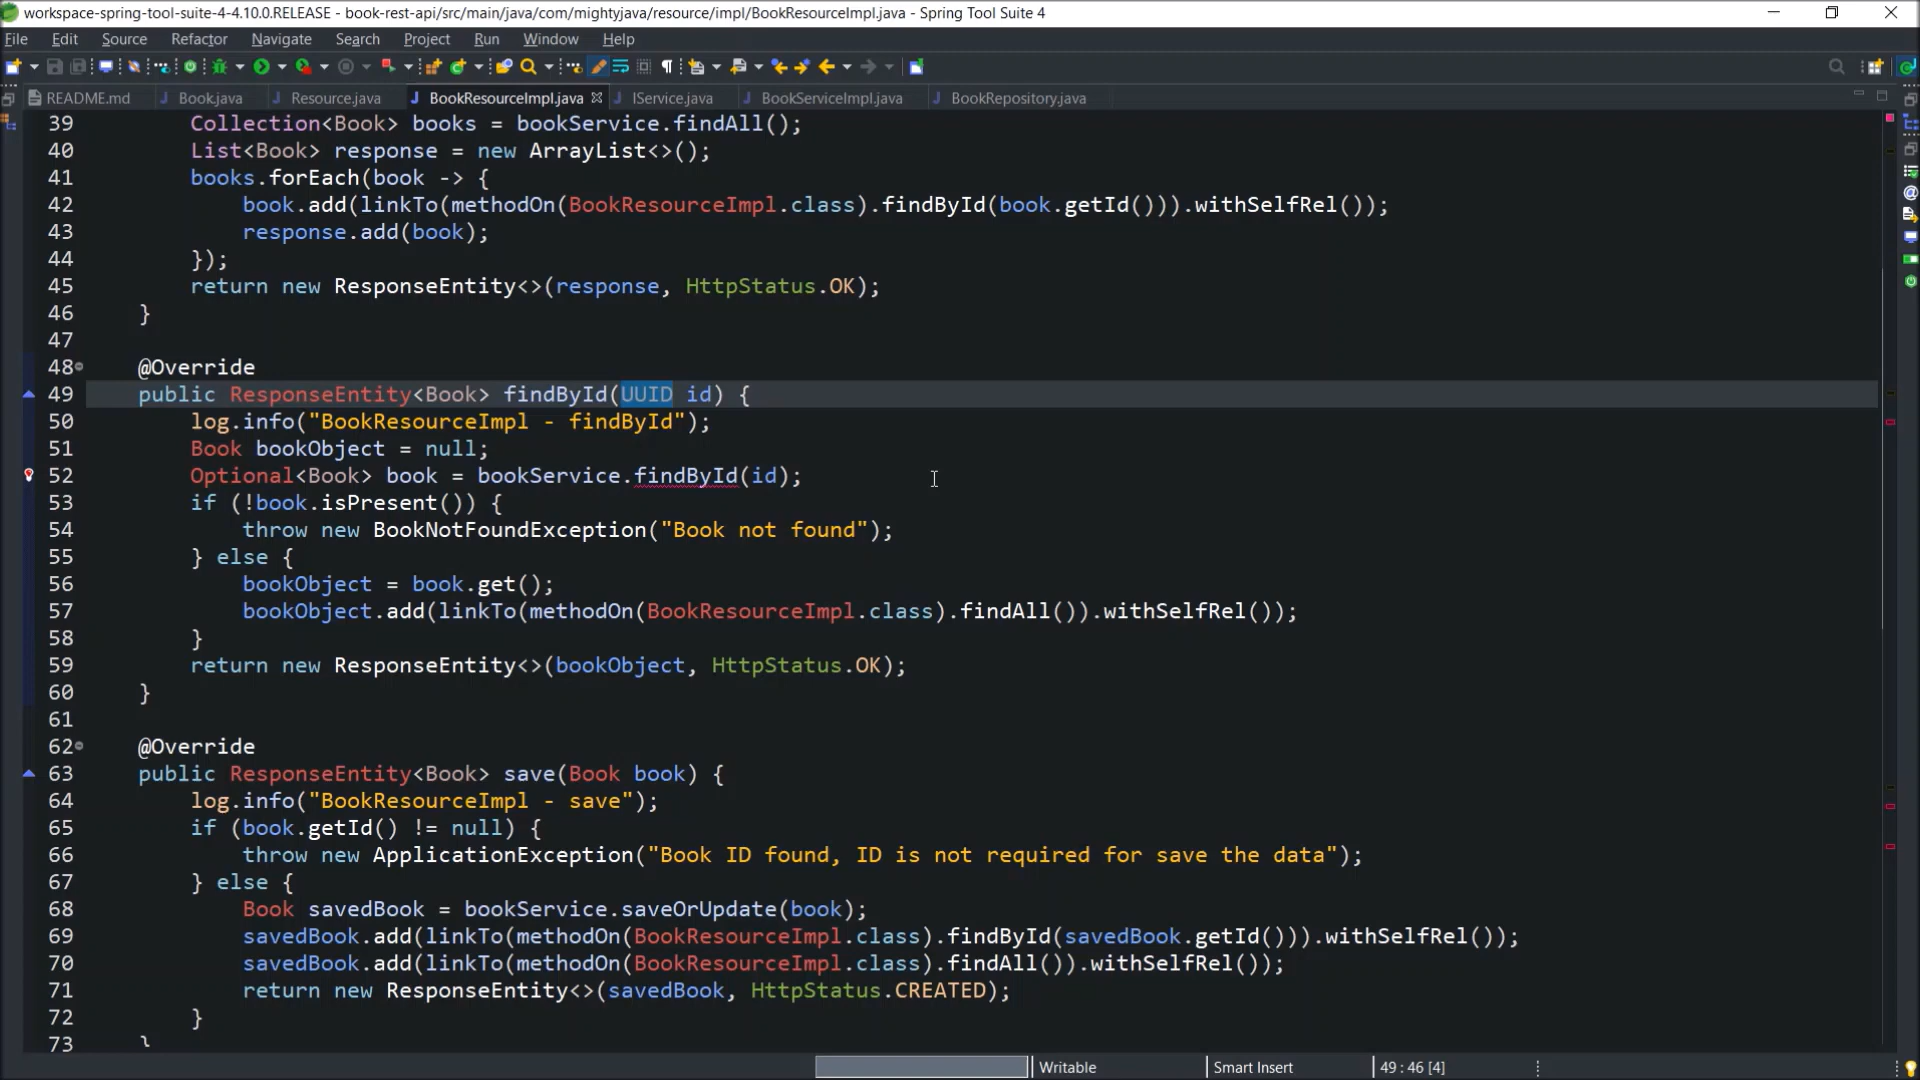 workspace-spring-tool-suite-4-4.10.0.RELEASE - book-rest-api/src/main/java/com/mightyjava/resource/impl/BookResourceImpl.java - Spring Tool Suite 4
File Edit Source Refactor Navigate Search Project Run Window Help
README.md Book.java Resource.java BookResourceImpl.java IService.java BookServiceImpl.java BookRepository.java
39 Collection<Book> books = bookService.findAll();
40 List<Book> response = new ArrayList<>();
41 books.forEach(book -> {
42 book.add(linkTo(methodOn(BookResourceImpl.class).findById(book.getId())).withSelfRel());
43 response.add(book);
44 });
45 return new ResponseEntity<>(response, HttpStatus.OK);
46 }
47
48 @Override
49 public ResponseEntity<Book> findById(UUID id) {
50 log.info("BookResourceImpl - findById");
51 Book bookObject = null;
52 Optional<Book> book = bookService.findById(id);
53 if (!book.isPresent()) {
54 throw new BookNotFoundException("Book not found");
55 } else {
56 bookObject = book.get();
57 bookObject.add(linkTo(methodOn(BookResourceImpl.class).findAll()).withSelfRel());
58 }
59 return new ResponseEntity<>(bookObject, HttpStatus.OK);
60 }
61
62 @Override
63 public ResponseEntity<Book> save(Book book) {
64 log.info("BookResourceImpl - save");
65 if (book.getId() != null) {
66 throw new ApplicationException("Book ID found, ID is not required for save the data");
67 } else {
68 Book savedBook = bookService.saveOrUpdate(book);
69 savedBook.add(linkTo(methodOn(BookResourceImpl.class).findById(savedBook.getId())).withSelfRel());
70 savedBook.add(linkTo(methodOn(BookResourceImpl.class).findAll()).withSelfRel());
71 return new ResponseEntity<>(savedBook, HttpStatus.CREATED);
72 }
73 }
Writable Smart Insert 49 : 46 [4]